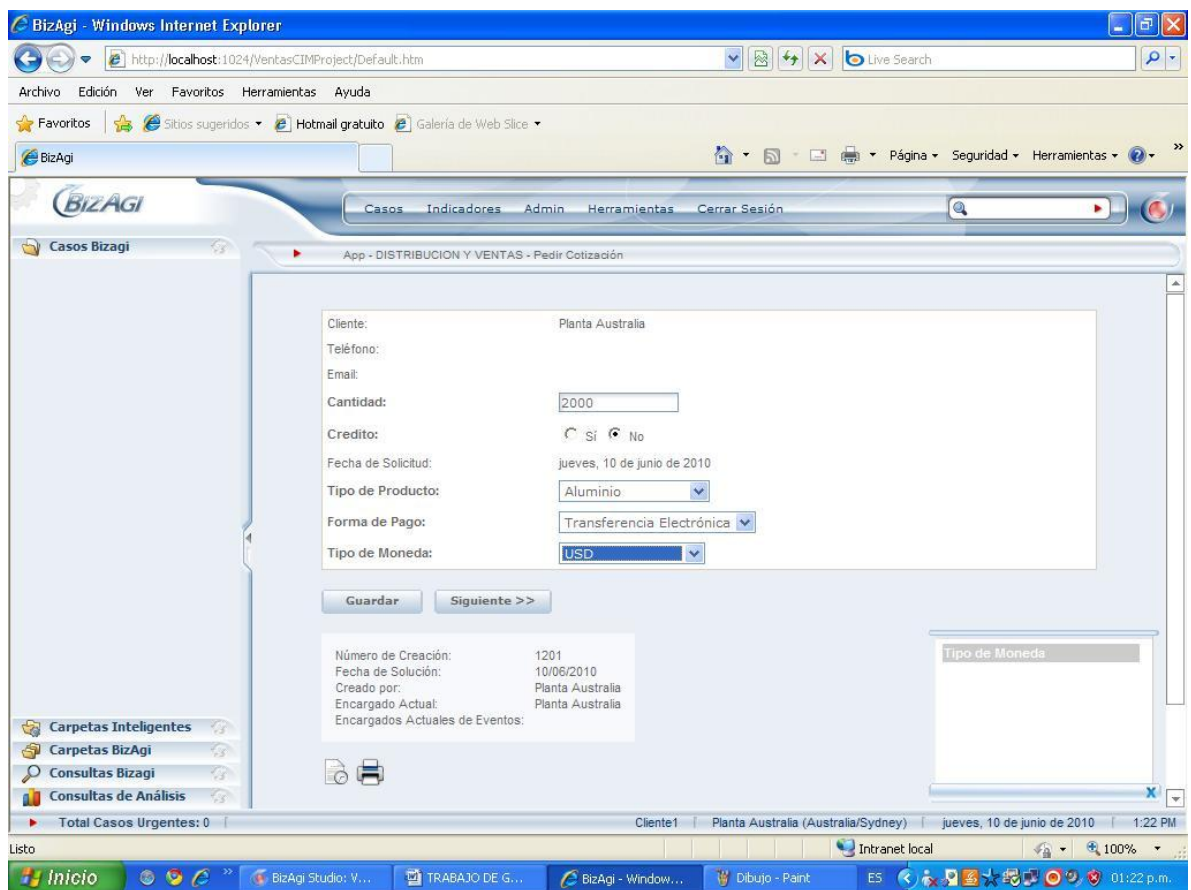 BizAgi - Windows Internet Explorer
http://localhost:1024/VentasCIMProject/Default.htm
Live Search
Archivo Edición Ver Favoritos Herramientas Ayuda
Favoritos Sitios sugeridos Hotmail gratuito Galería de Web Slice
BizAgi Página Seguridad Herramientas
BIZAGI Casos Indicadores Admin Herramientas Cerrar Sesión
Casos Bizagi
App - DISTRIBUCION Y VENTAS - Pedir Cotización
Cliente: Planta Australia
Teléfono:
Email:
Cantidad: 2000
Credito: Sí No
Fecha de Solicitud: jueves, 10 de junio de 2010
Tipo de Producto: Aluminio
Forma de Pago: Transferencia Electrónica
Tipo de Moneda: USD
Guardar Siguiente >>
Número de Creación: 1201
Fecha de Solución: 10/06/2010
Creado por: Planta Australia
Encargado Actual: Planta Australia
Encargados Actuales de Eventos:
Tipo de Moneda
X
Carpetas Inteligentes
Carpetas BizAgi
Consultas Bizagi
Consultas de Análisis
Total Casos Urgentes: 0 Cliente1 Planta Australia (Australia/Sydney) jueves, 10 de junio de 2010 1:22 PM
Listo Intranet local 100%
Inicio BizAgi Studio: V... TRABAJO DE G... BizAgi - Window... Dibujo - Paint ES 01:22 p.m.